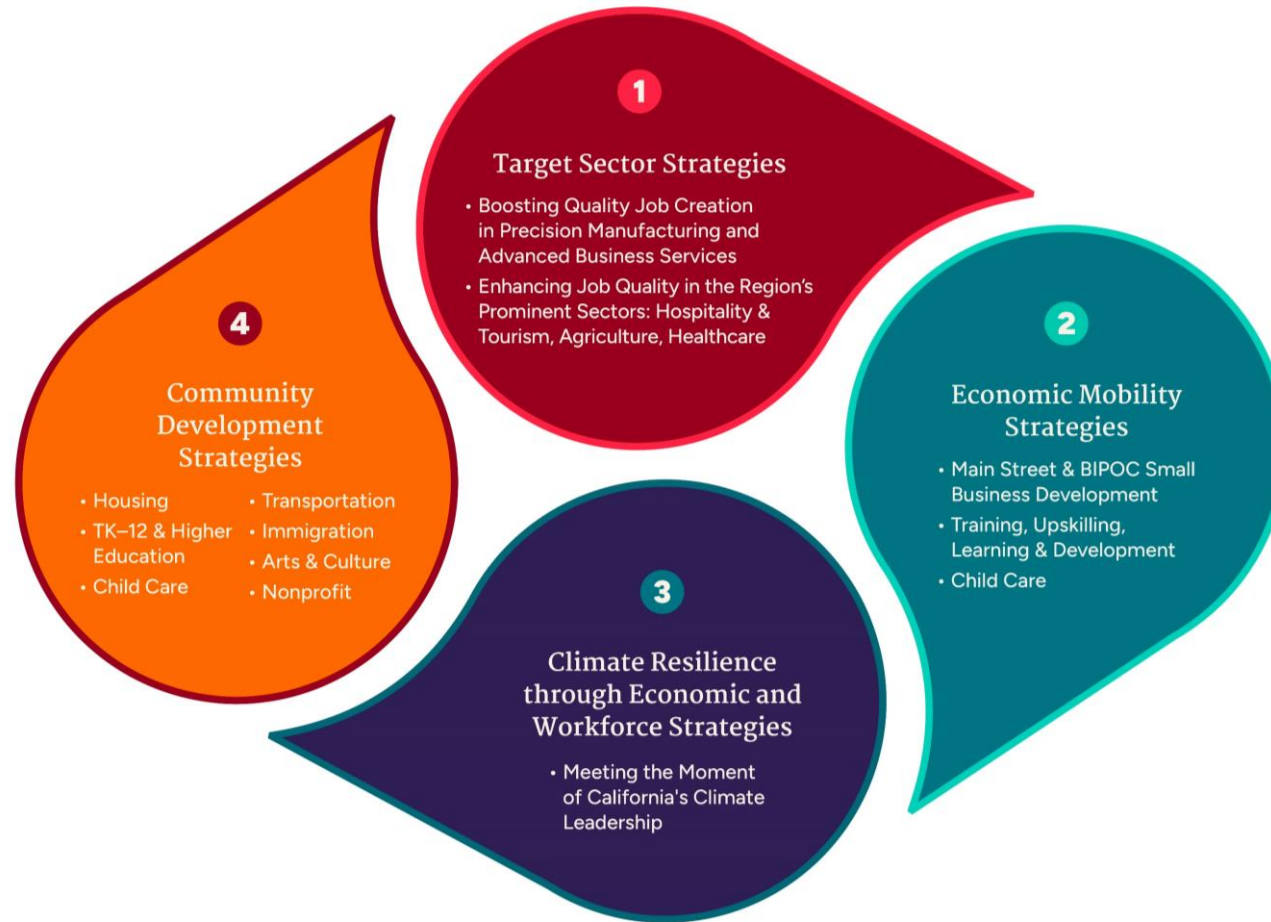 1
Target Sector Strategies
• Boosting Quality Job Creation
in Precision Manufacturing and
Advanced Business Services
• Enhancing Job Quality in the Region’s
Prominent Sectors: Hospitality &
Tourism, Agriculture, Healthcare
2
Economic Mobility
Strategies
• Main Street & BIPOC Small
Business Development
• Training, Upskilling,
Learning & Development
• Child Care
3
Climate Resilience
through Economic and
Workforce Strategies
• Meeting the Moment
of California's Climate
Leadership
4
Community
Development
Strategies
• Housing
• TK–12 & Higher
Education
• Child Care
• Transportation
• Immigration
• Arts & Culture
• Nonprofit